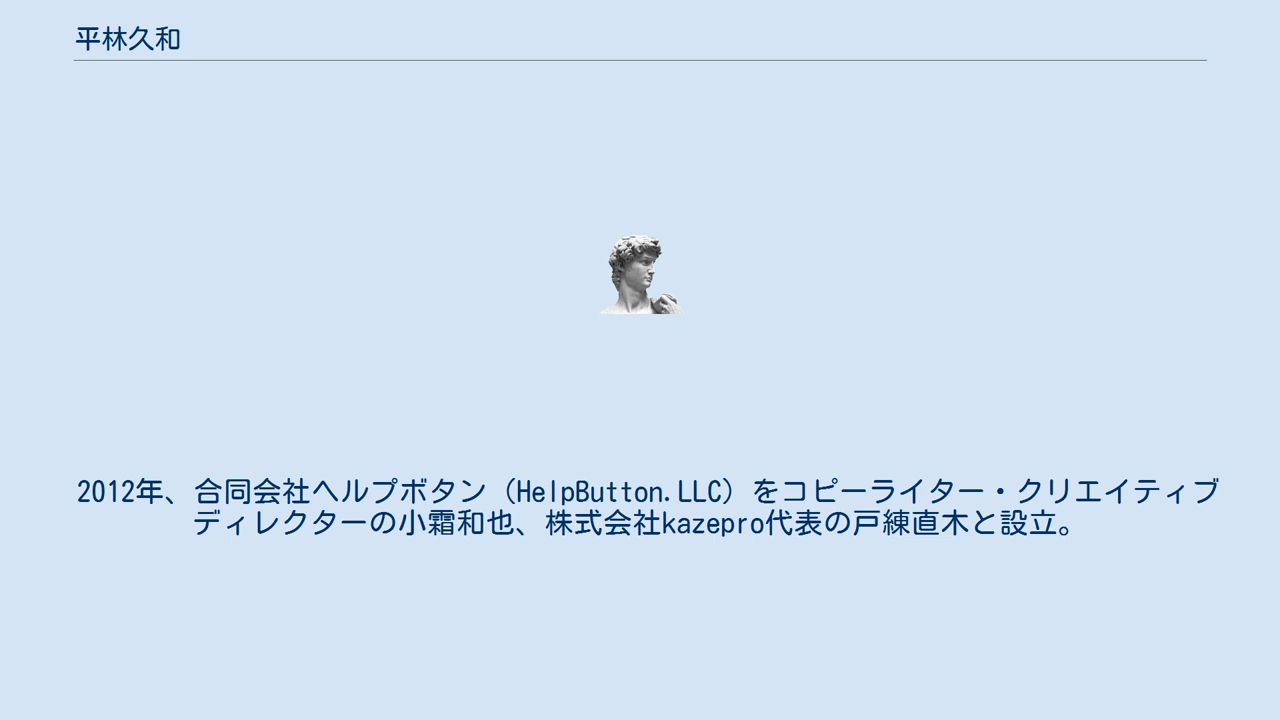 平林久和
2012年、合同会社ヘルプボタン（HelpButton.LLC）をコピーライター・クリエイティブ
ディレクターの小霜和也、株式会社kazepro代表の戸練直木と設立。